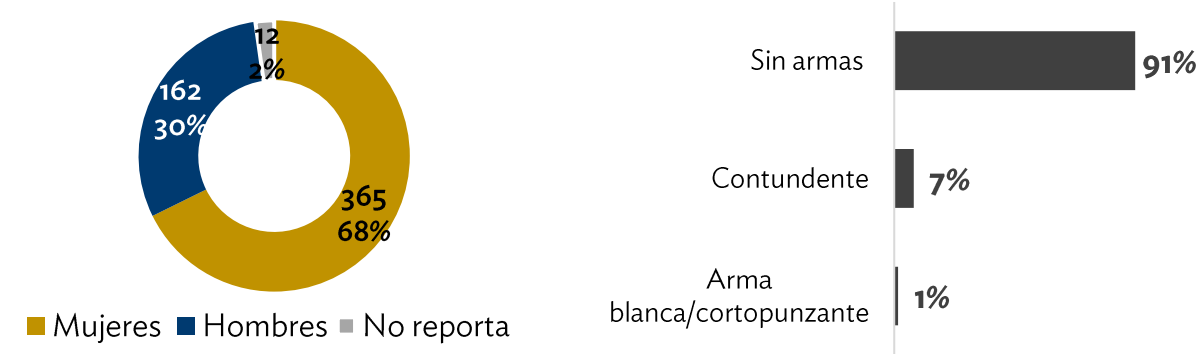 12
2%
162
30%
365
68%
Mujeres Hombres No reporta
Sin armas 91%
Contundente 7%
Arma
blanca/cortopunzante 1%